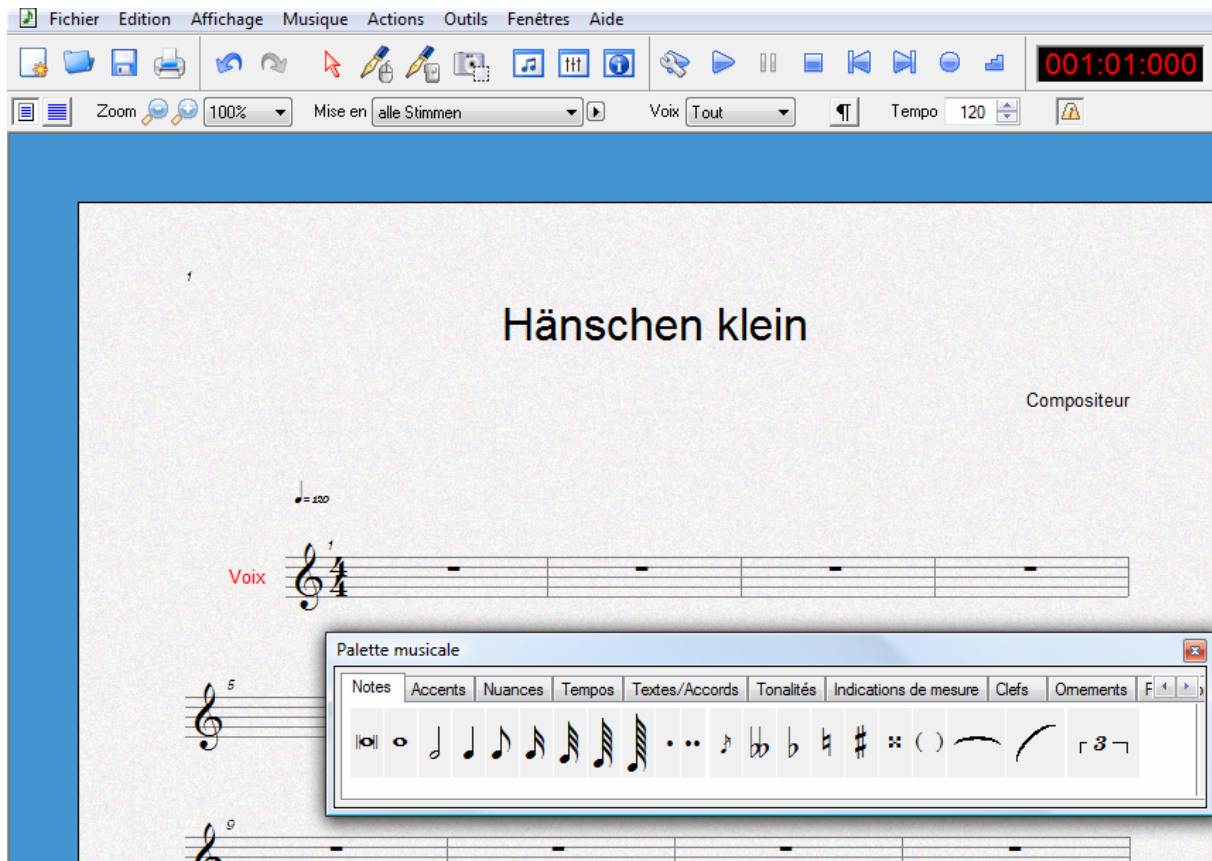 Fichier Edition Affichage Musique Actions Outils Fenêtres Aide
001:01:000
Zoom 100% Mise en alle Stimmen Voix Tout ¶ Tempo 120
1
Hänschen klein
Compositeur
= 120
1
Voix
4
4
Palette musicale
Notes Accents Nuances Tempos Textes/Accords Tonalités Indications de mesure Clefs Ornements F
5
3
9